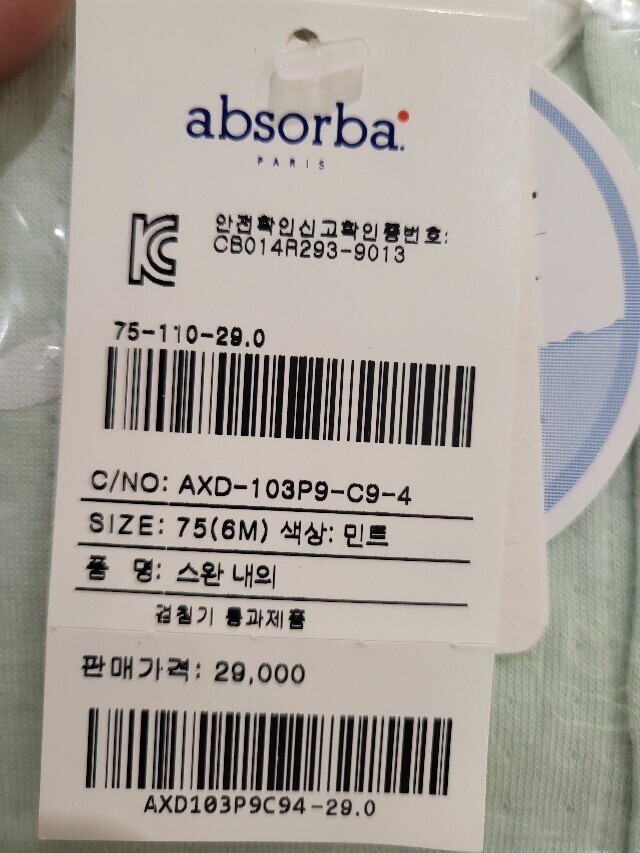 absorba
PARIS
안전확인신고확인증번호:
CB014R293-9013
75-110-29.0
C/NO: AXD-103P9-C9-4
SIZE: 75(6M) 색상: 민트
품 명: 스완 내의
검침기 통과제품
판매가격: 29,000
AXD103P9C94-29.0